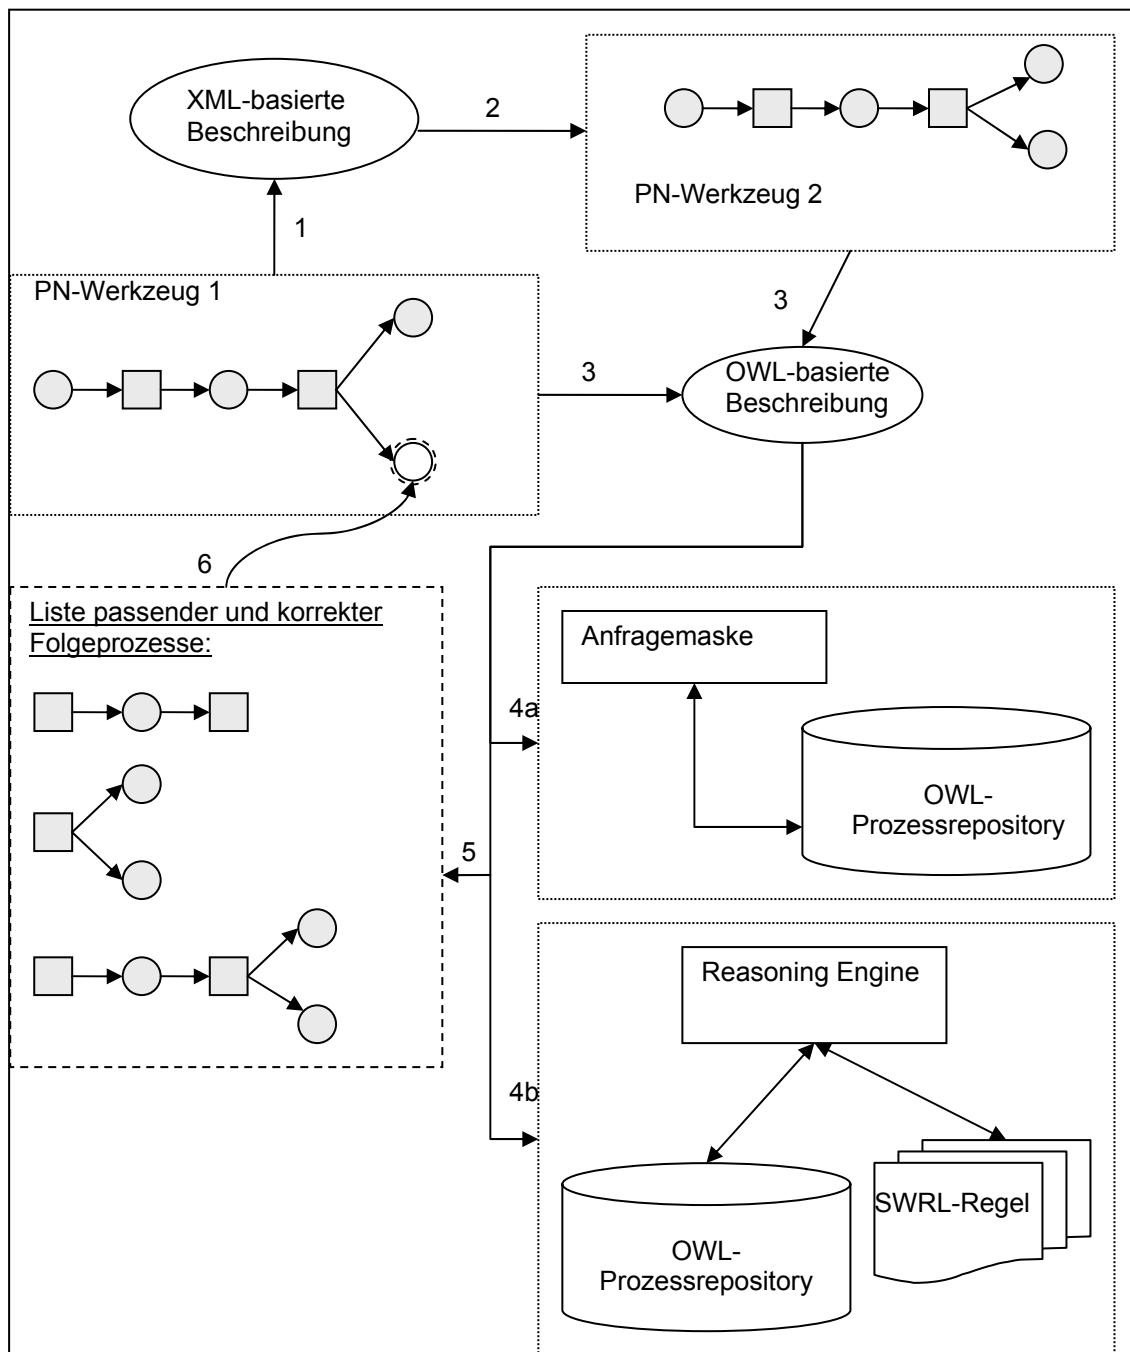 XML-basierte
Beschreibung
2
PN-Werkzeug 2
1
PN-Werkzeug 1
3
3
OWL-basierte
Beschreibung
6
Liste passender und korrekter
Folgeprozesse:
Anfragemaske
4a
OWL-
Prozessrepository
5
Reasoning Engine
4b
SWRL-Regel
OWL-
Prozessrepository